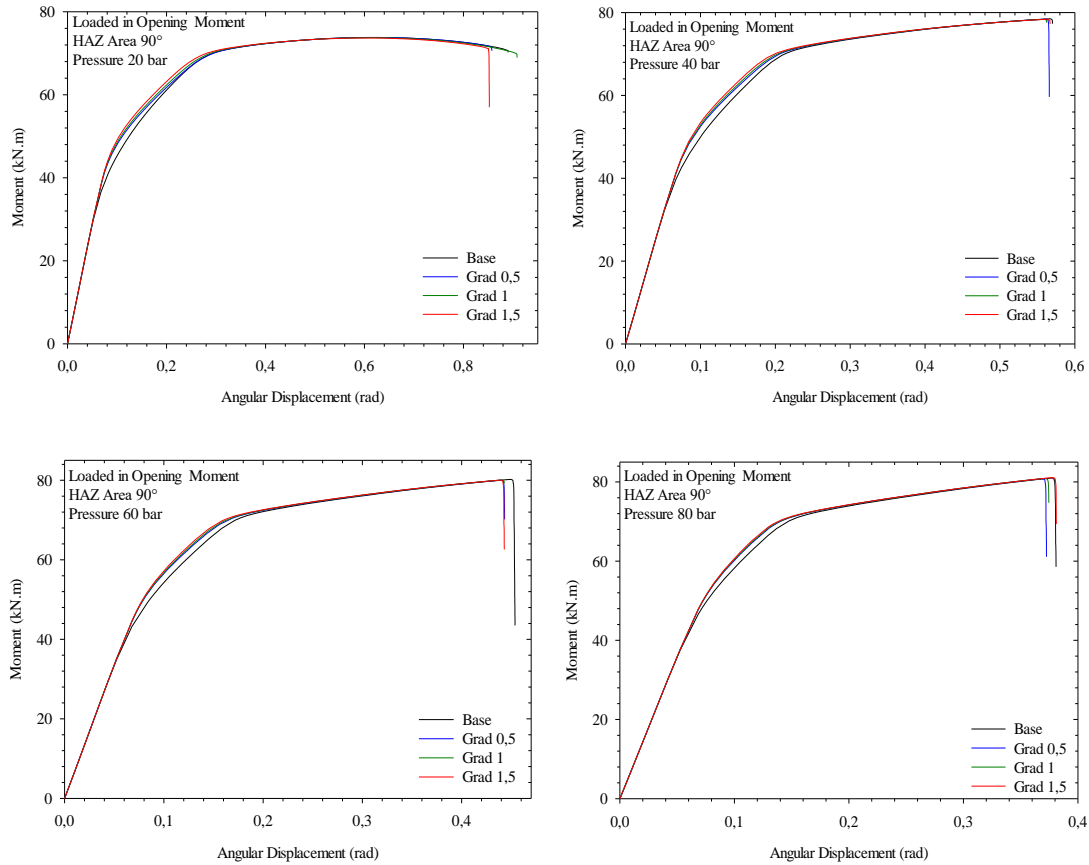 Loaded in Opening Moment
HAZ Area 90°
Pressure 20 bar
80
60
40
20
0
Moment (kN.m)
Base
Grad 0,5
Grad 1
Grad 1,5
0,0 0,2 0,4 0,6 0,8
Angular Displacement (rad)
Loaded in Opening Moment
HAZ Area 90°
Pressure 40 bar
80
60
40
20
0
Moment (kN.m)
Base
Grad 0,5
Grad 1
Grad 1,5
0,0 0,1 0,2 0,3 0,4 0,5 0,6
Angular Displacement (rad)
Loaded in Opening Moment
HAZ Area 90°
Pressure 60 bar
80
60
40
20
0
Moment (kN.m)
Base
Grad 0,5
Grad 1
Grad 1,5
0,0 0,2 0,4
Angular Displacement (rad)
Loaded in Opening Moment
HAZ Area 90°
Pressure 80 bar
80
60
40
20
0
Moment (kN.m)
Base
Grad 0,5
Grad 1
Grad 1,5
0,0 0,1 0,2 0,3 0,4
Angular Displacement (rad)